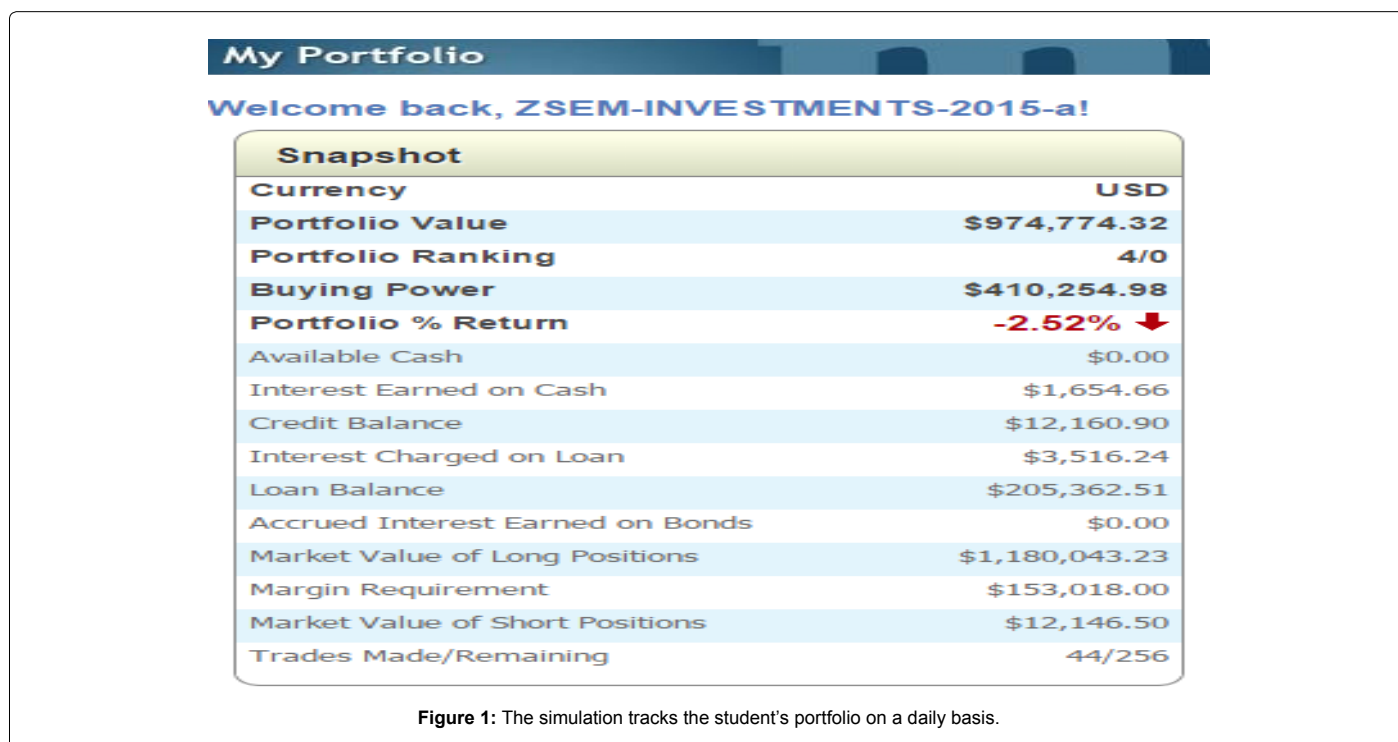 My Portfolio
Welcome back, ZSEM-INVESTMENTS-2015-a!
Snapshot
Currency USD
Portfolio Value $974,774.32
Portfolio Ranking 4/0
Buying Power $410,254.98
Portfolio % Return -2.52%
Available Cash $0.00
Interest Earned on Cash $1,654.66
Credit Balance $12,160.90
Interest Charged on Loan $3,516.24
Loan Balance $205,362.51
Accrued Interest Earned on Bonds $0.00
Market Value of Long Positions $1,180,043.23
Margin Requirement $153,018.00
Market Value of Short Positions $12,146.50
Trades Made/Remaining 44/256
Figure 1: The simulation tracks the student's portfolio on a daily basis.